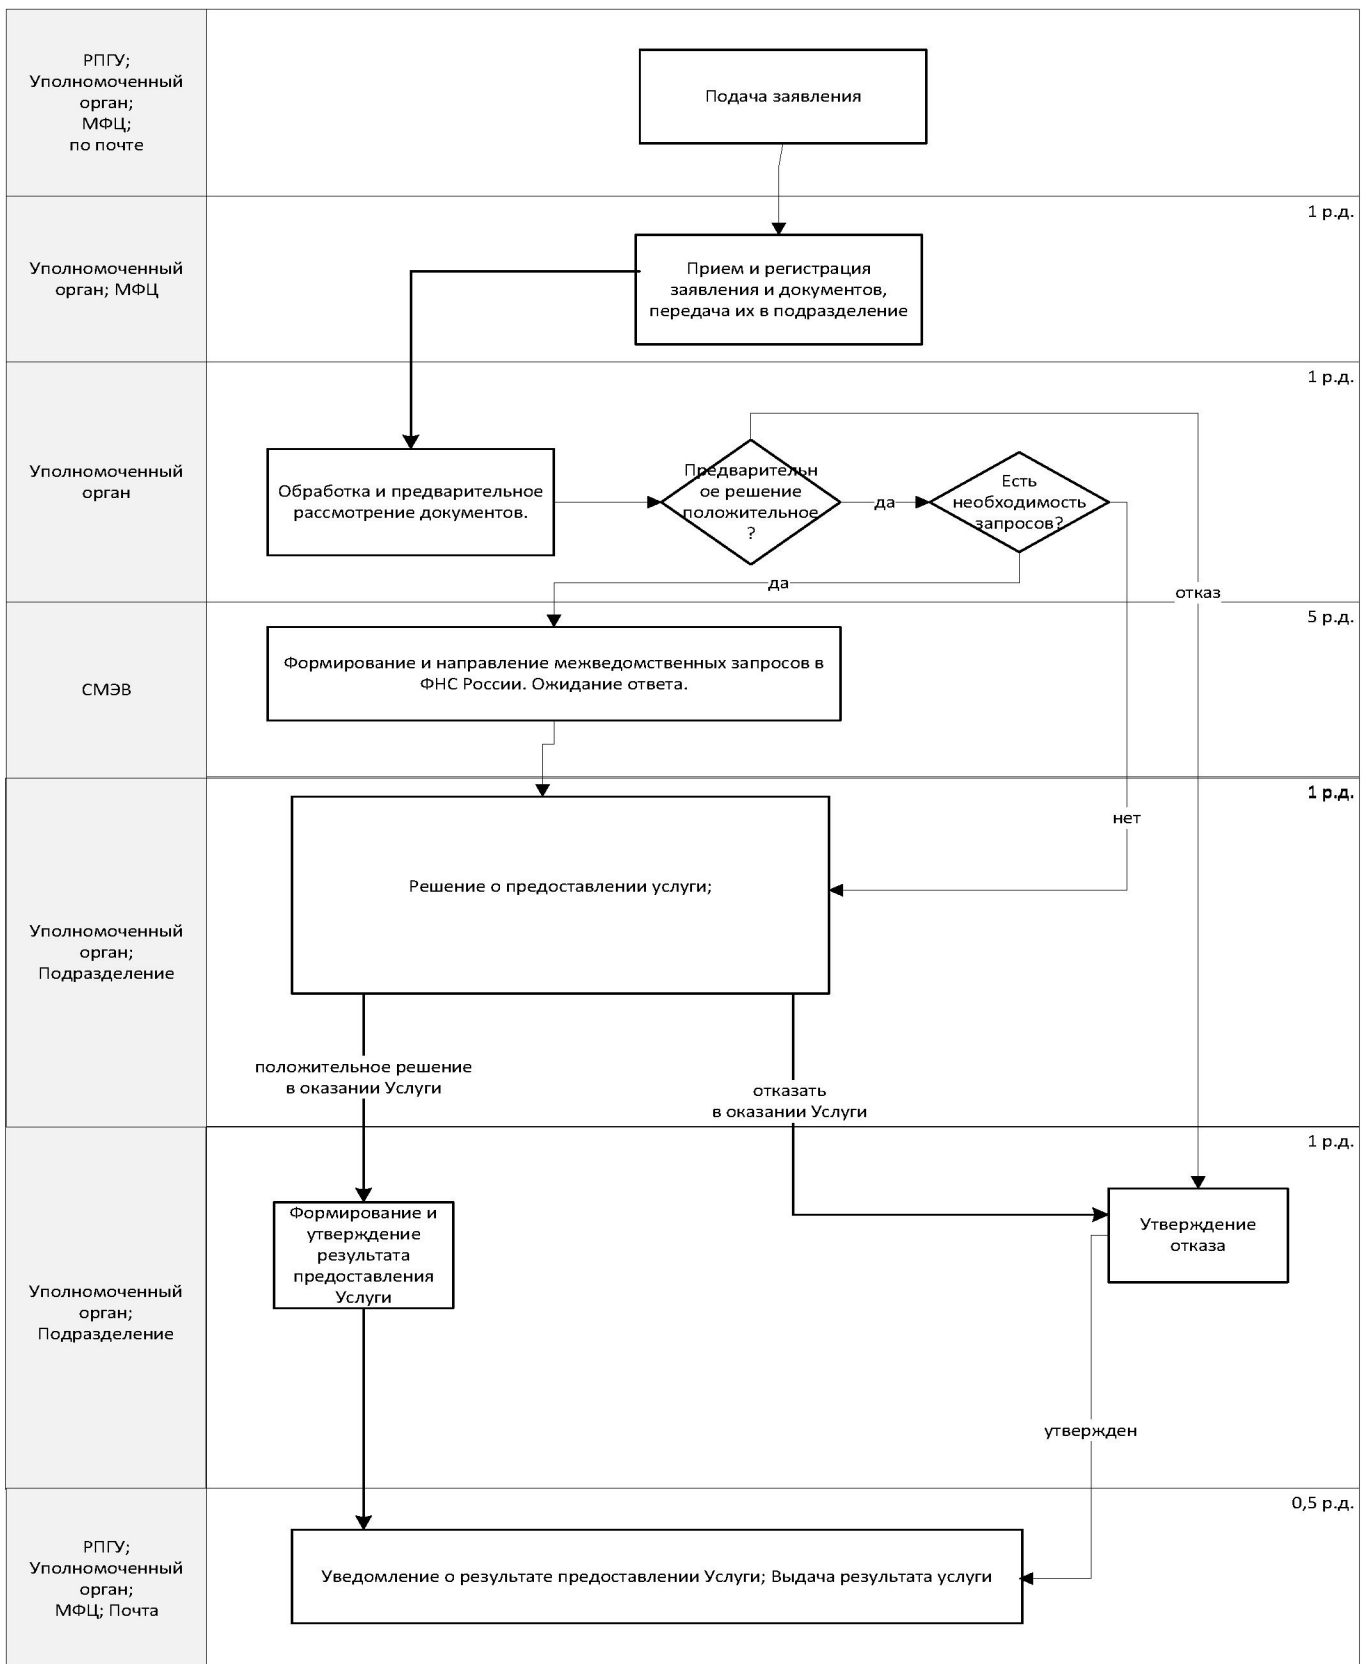 РПГУ;
Уполномоченный
орган;
МФЦ;
по почте
Подача заявления
1 р.д.
Уполномоченный
орган; МФЦ
Прием и регистрация
заявления и документов,
передача их в подразделение
1 р.д.
Уполномоченный
орган
Обработка и предварительное
рассмотрение документов.
Предварительн
ое решение
положительное
?
да
Есть
необходимость
запросов?
да
отказ
5 р.д.
СМЭВ
Формирование и направление межведомственных запросов в
ФНС России. Ожидание ответа.
1 р.д.
нет
Уполномоченный
орган;
Подразделение
Решение о предоставлении услуги;
положительное решение
в оказании Услуги
отказать
в оказании Услуги
1 р.д.
Уполномоченный
орган;
Подразделение
Формирование и
утверждение
результата
предоставления
Услуги
Утверждение
отказа
утвержден
0,5 р.д.
РПГУ;
Уполномоченный
орган;
МФЦ; Почта
Уведомление о результате предоставлении Услуги; Выдача результата услуги